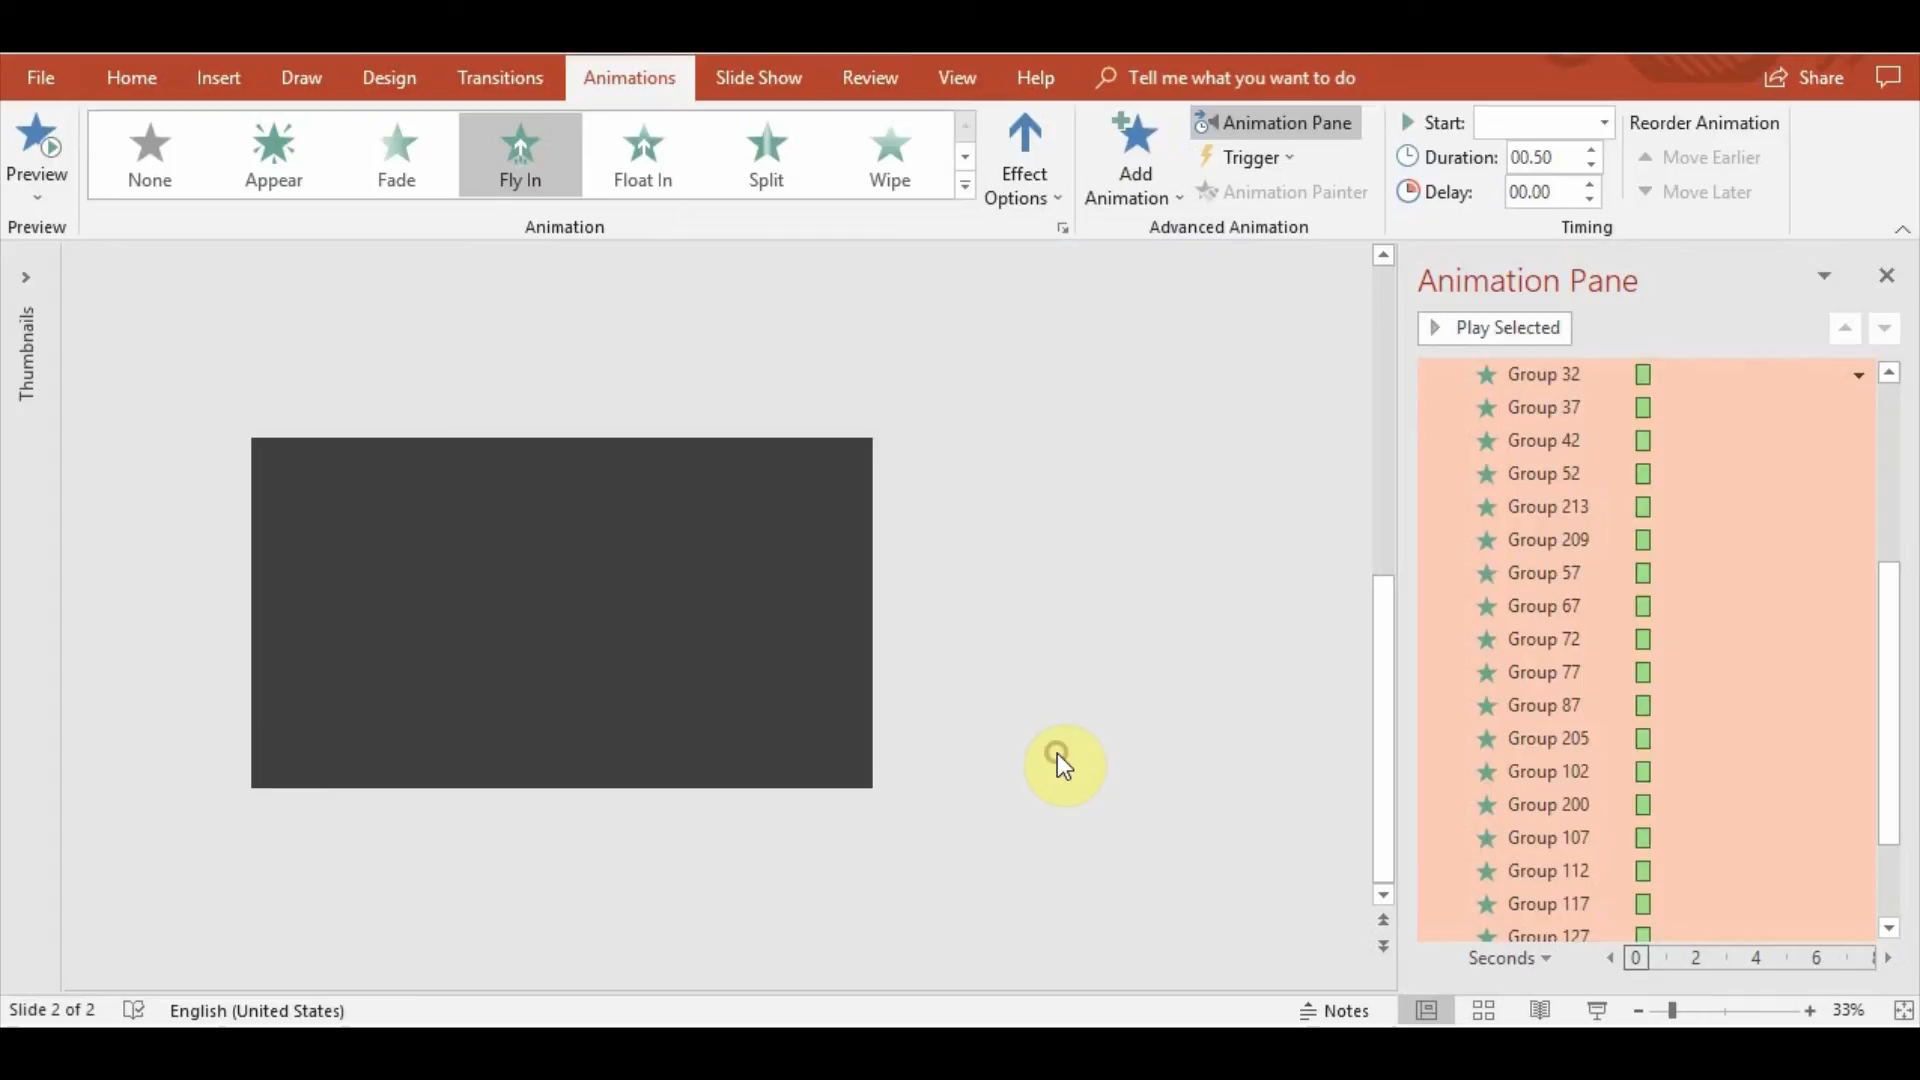 File Home Insert Draw Design Transitions Animations Slide Show Review View Help Tell me what you want to do Share
Preview
None Appear Fade Fly In Float In Split Wipe
Effect Options
Add Animation
Animation Pane
Trigger
Animation Painter
Start:
Duration: 00.50
Delay: 00.00
Reorder Animation
Move Earlier
Move Later
Preview Animation Advanced Animation Timing
Thumbnails
Animation Pane
Play Selected
Group 32
Group 37
Group 42
Group 52
Group 213
Group 209
Group 57
Group 67
Group 72
Group 77
Group 87
Group 205
Group 102
Group 200
Group 107
Group 112
Group 117
Group 127
Seconds 0 2 4 6
Slide 2 of 2 English (United States) Notes 33%